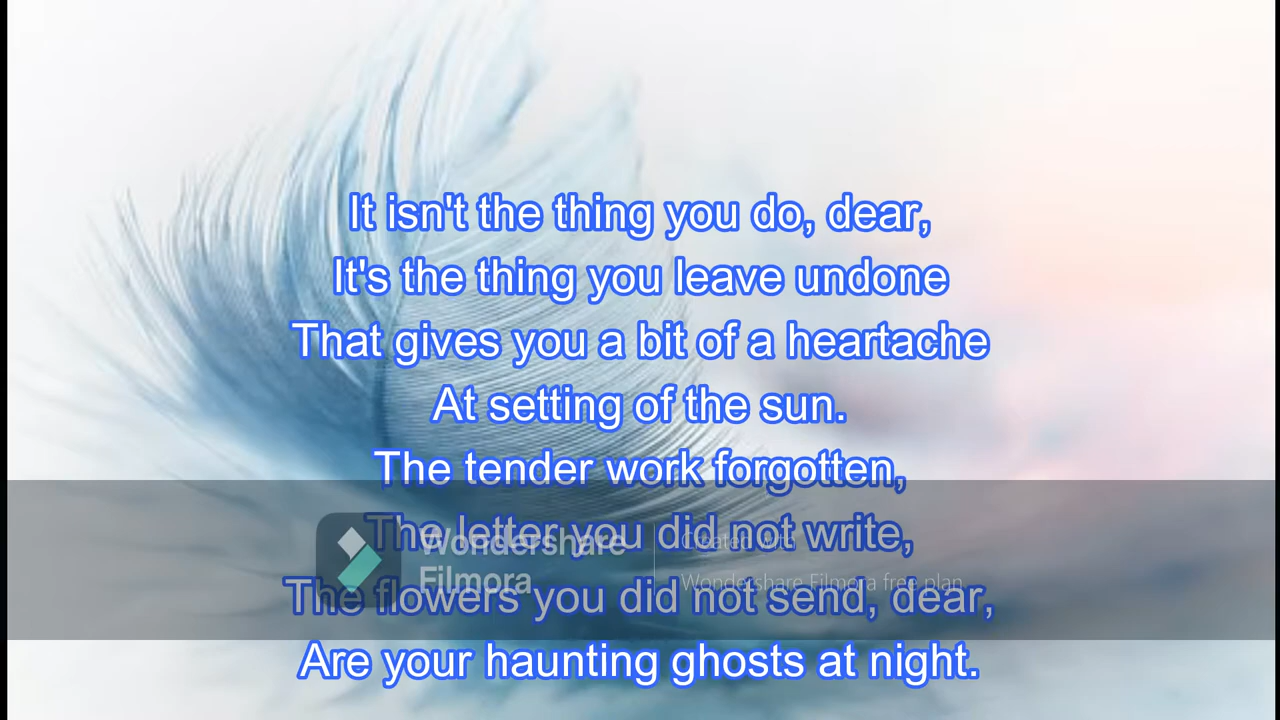 It isn't the thing you do, dear,
It's the thing you leave undone
That gives you a bit of a heartache
At setting of the sun.
The tender work forgotten,
The letter you did not write,
The flowers you did not send, dear,
Are your haunting ghosts at night.
Wondershare
Filmora
Created with
Wondershare Filmora free plan